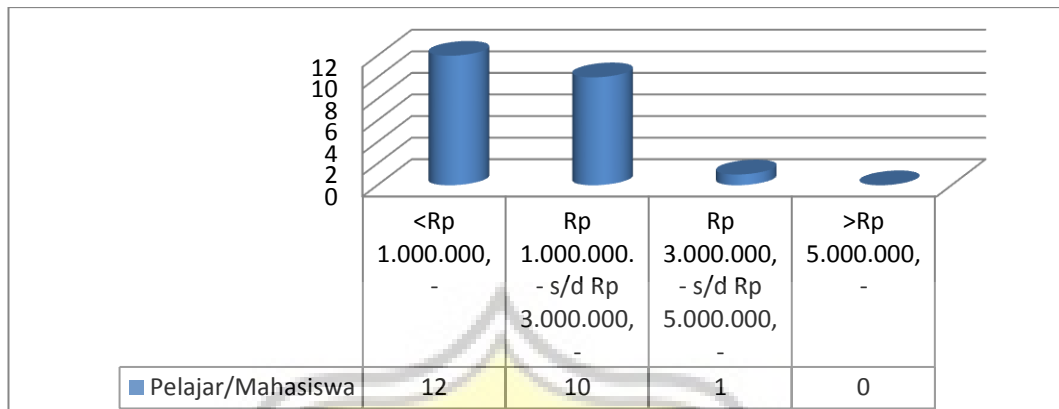 12
10
8
6
4
2
0
<Rp 1.000.000,-
Rp 1.000.000.- s/d Rp 3.000.000,-
Rp 3.000.000,- s/d Rp 5.000.000,-
>Rp 5.000.000,-
Pelajar/Mahasiswa 12 10 1 0